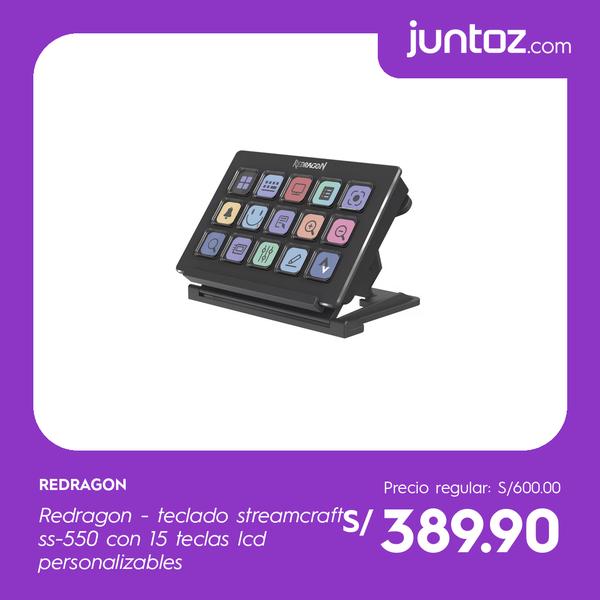 juntoz.com
REDRAGON
REDRAGON
Precio regular: S/600.00
Redragon - teclado streamcraft
ss-550 con 15 teclas lcd
personalizables
S/ 389.90